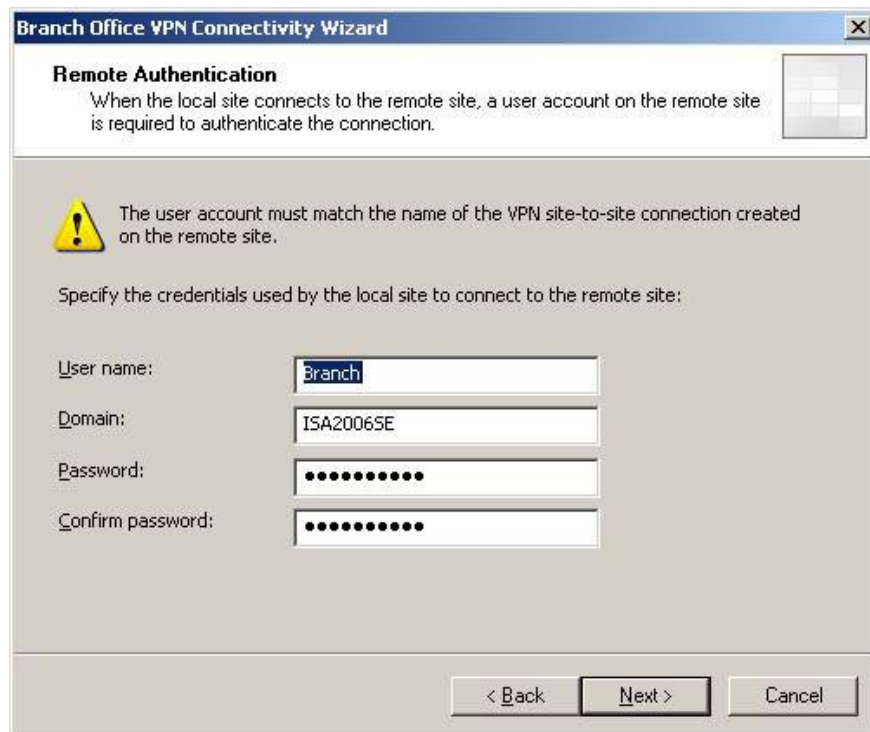 Branch Office VPN Connectivity Wizard
Remote Authentication
When the local site connects to the remote site, a user account on the remote site
is required to authenticate the connection.
The user account must match the name of the VPN site-to-site connection created
on the remote site.
Specify the credentials used by the local site to connect to the remote site:
User name: Branch
Domain: ISA2006SE
Password: ●●●●●●●●●●
Confirm password: ●●●●●●●●●●
< Back Next > Cancel